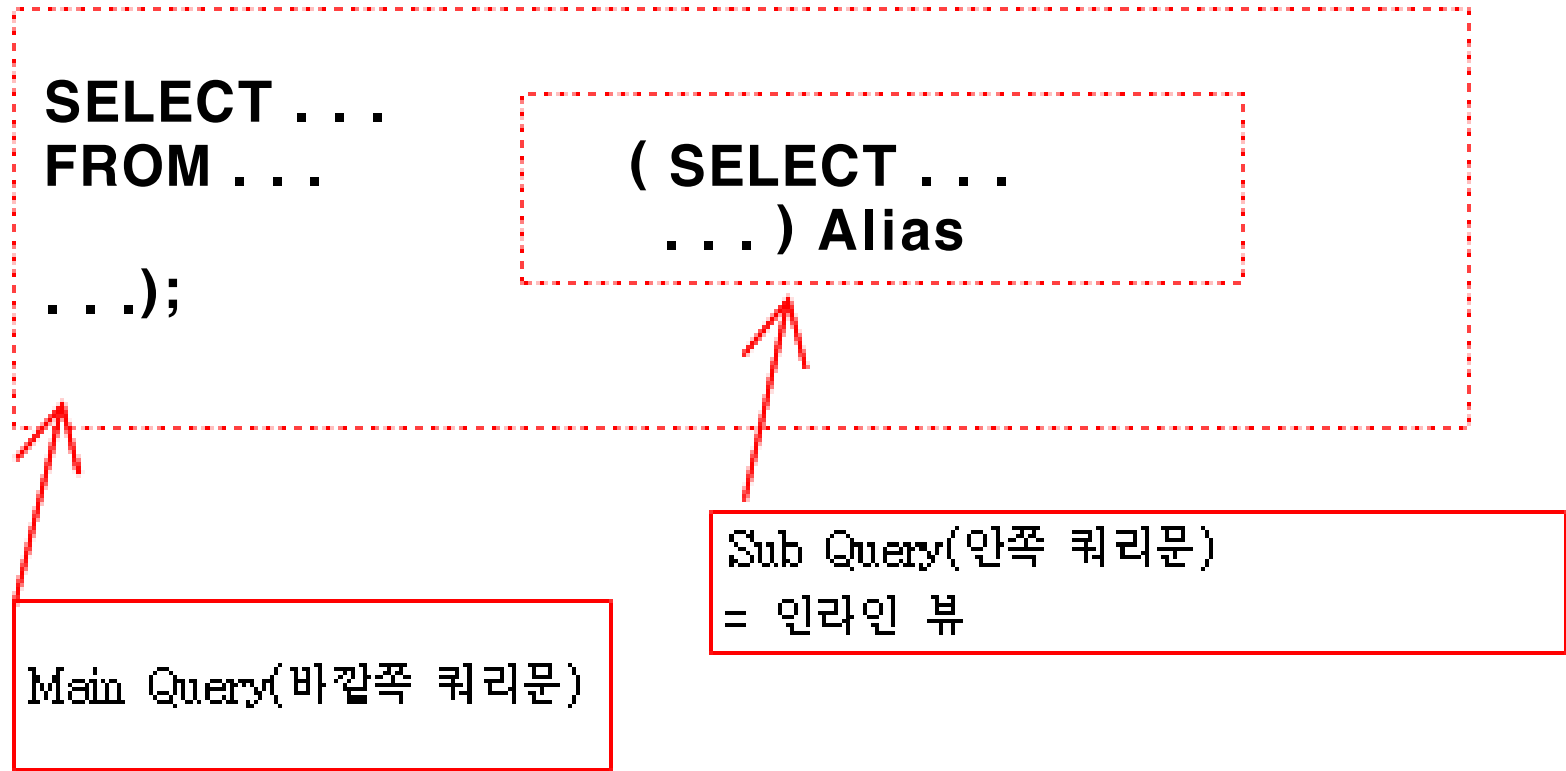 SELECT . . .
FROM . . . ( SELECT . . .
. . . ) Alias
. . .);
Sub Query(안쪽 쿼리문)
= 인라인 뷰
Main Query(바깥쪽 쿼리문)